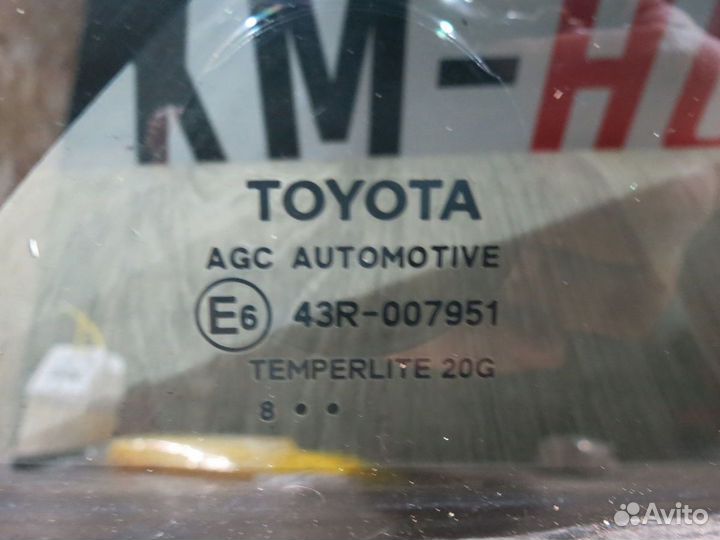 KM-H
TOYOTA
AGC AUTOMOTIVE
E6 43R-007951
TEMPERLITE 20G
8 • •
Avito